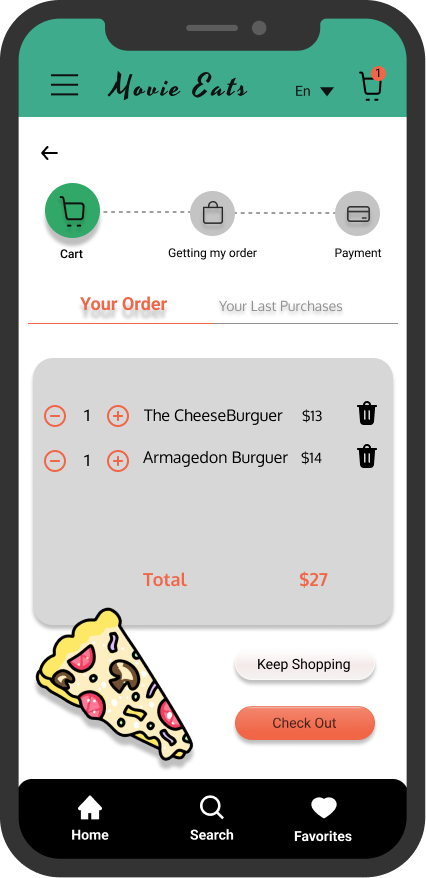 Movie Eats
En
1
Cart
Getting my order
Payment
Your Order
Your Last Purchases
1 The CheeseBurguer $13
1 Armagedon Burguer $14
Total $27
Keep Shopping
Check Out
Home
Search
Favorites